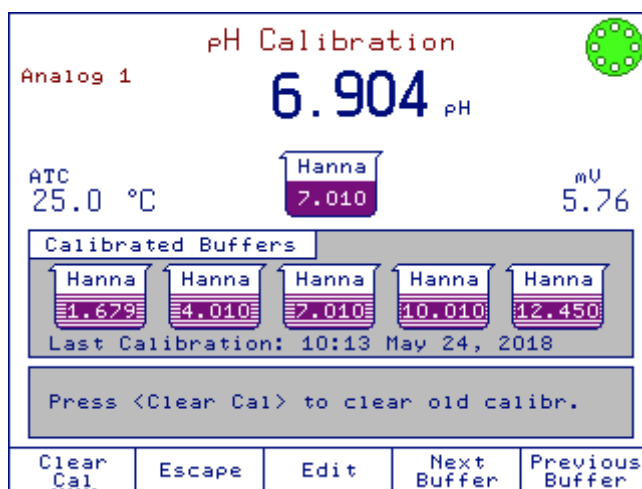 pH Calibration
Analog 1
6.904 pH
ATC
25.0 °C
Hanna
7.010
mV
5.76
Calibrated Buffers
Hanna Hanna Hanna Hanna Hanna
1.679 4.010 7.010 10.010 12.450
Last Calibration: 10:13 May 24, 2018
Press <Clear Cal> to clear old calibr.
Clear Cal
Escape
Edit
Next Buffer
Previous Buffer